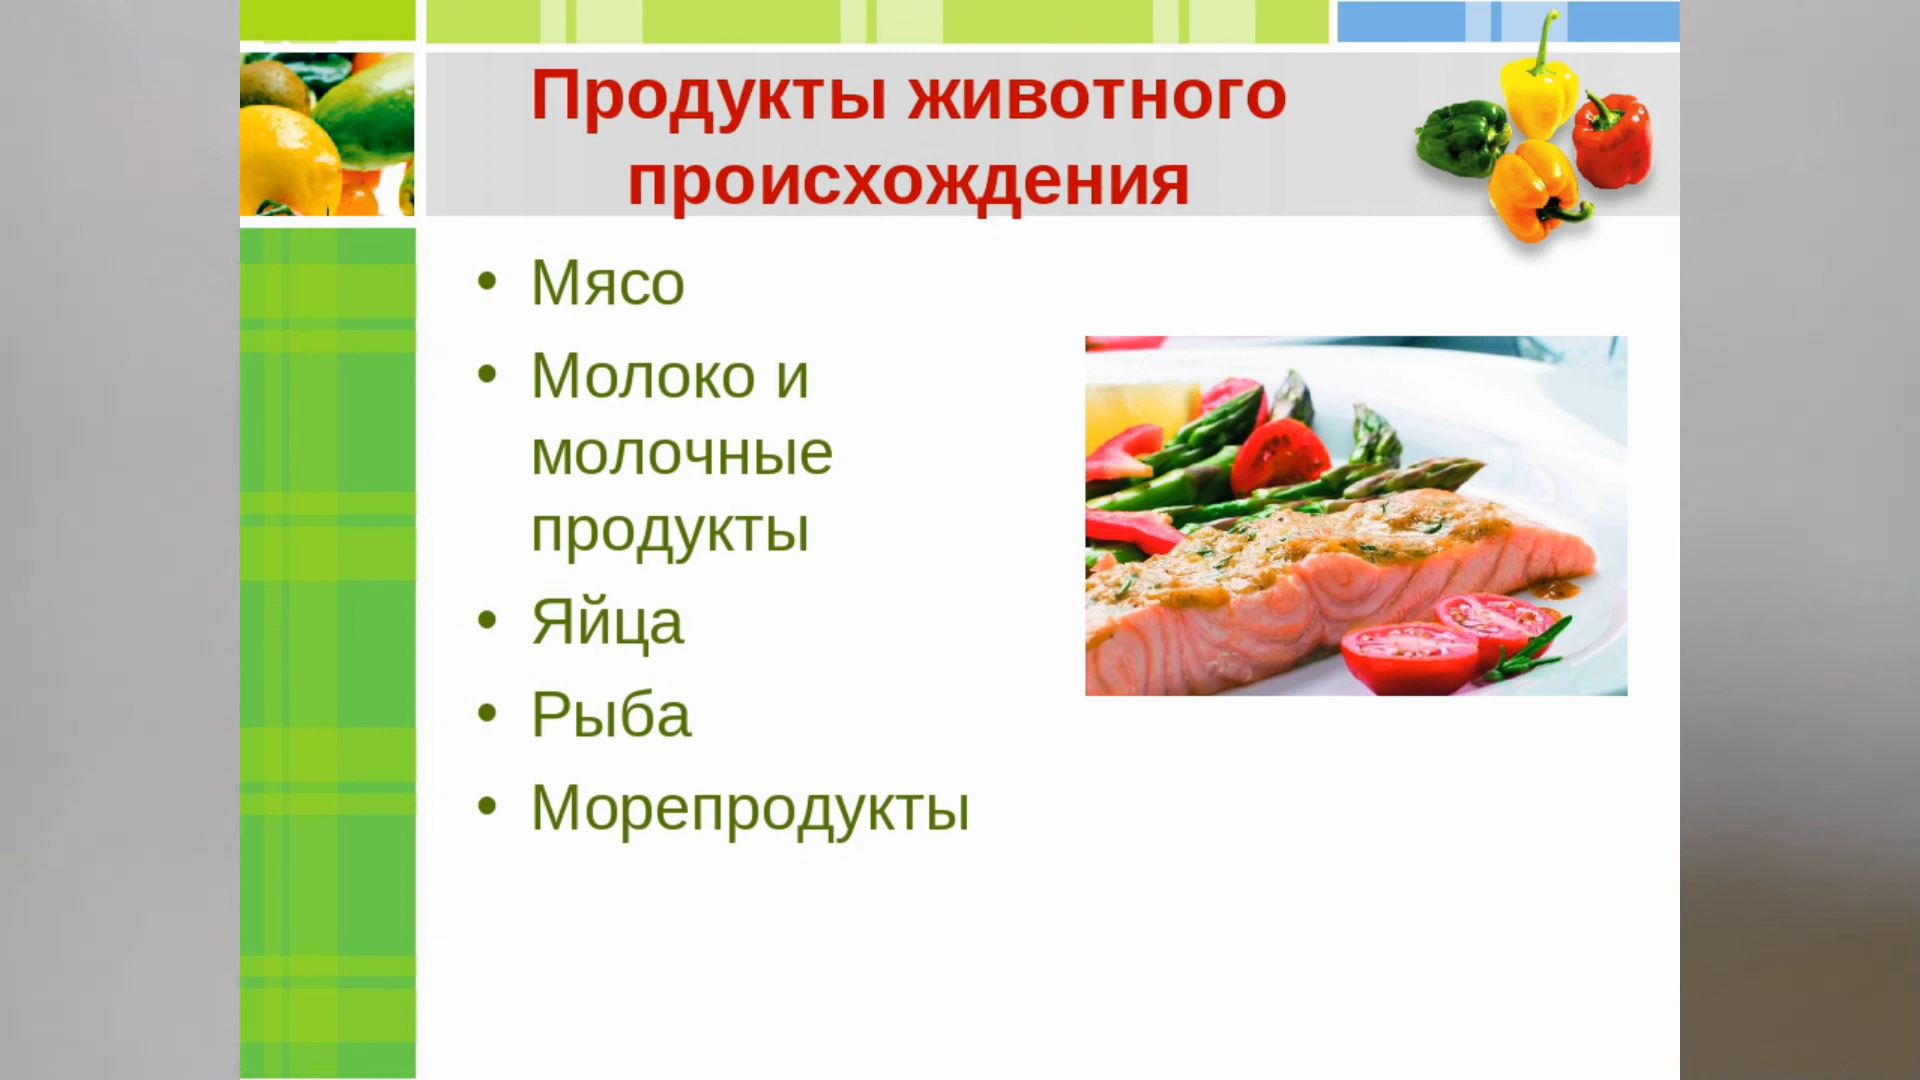 Продукты животного
происхождения
• Мясо
• Молоко и
молочные
продукты
• Яйца
• Рыба
• Морепродукты